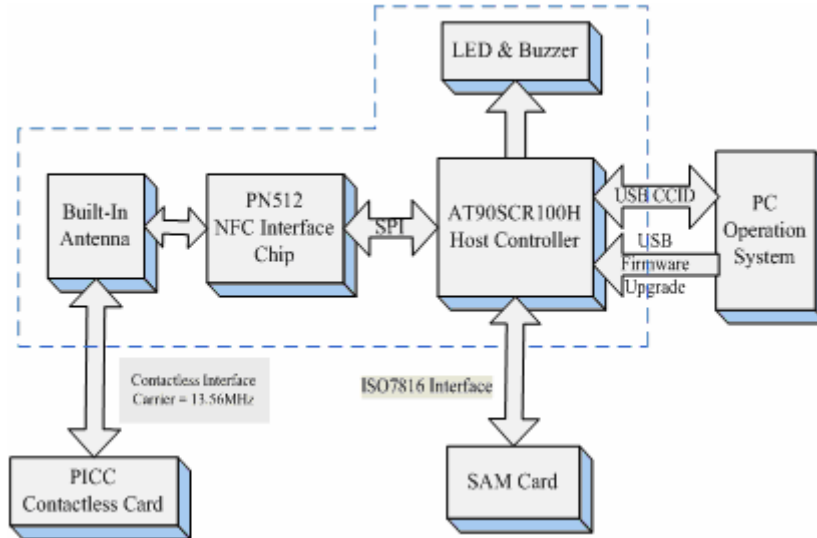 LED & Buzzer
Built-In
Antenna
PN512
NFC Interface
Chip
SPI
AT90SCR100H
Host Controller
USB CCID
USB
Firmware
Upgrade
PC
Operation
System
Contactless Interface
Carrier = 13.56MHz
ISO7816 Interface
PICC
Contactless Card
SAM Card